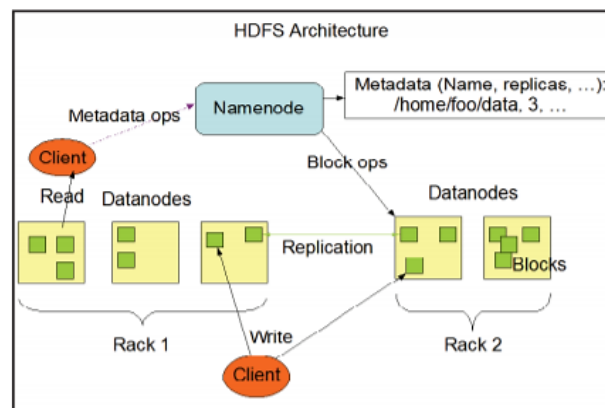 HDFS Architecture
Metadata (Name, replicas, ...):
/home/foo/data, 3, ...
Namenode
Metadata ops
Client
Block ops
Read
Datanodes
Datanodes
Replication
Blocks
Write
Rack 1
Rack 2
Client